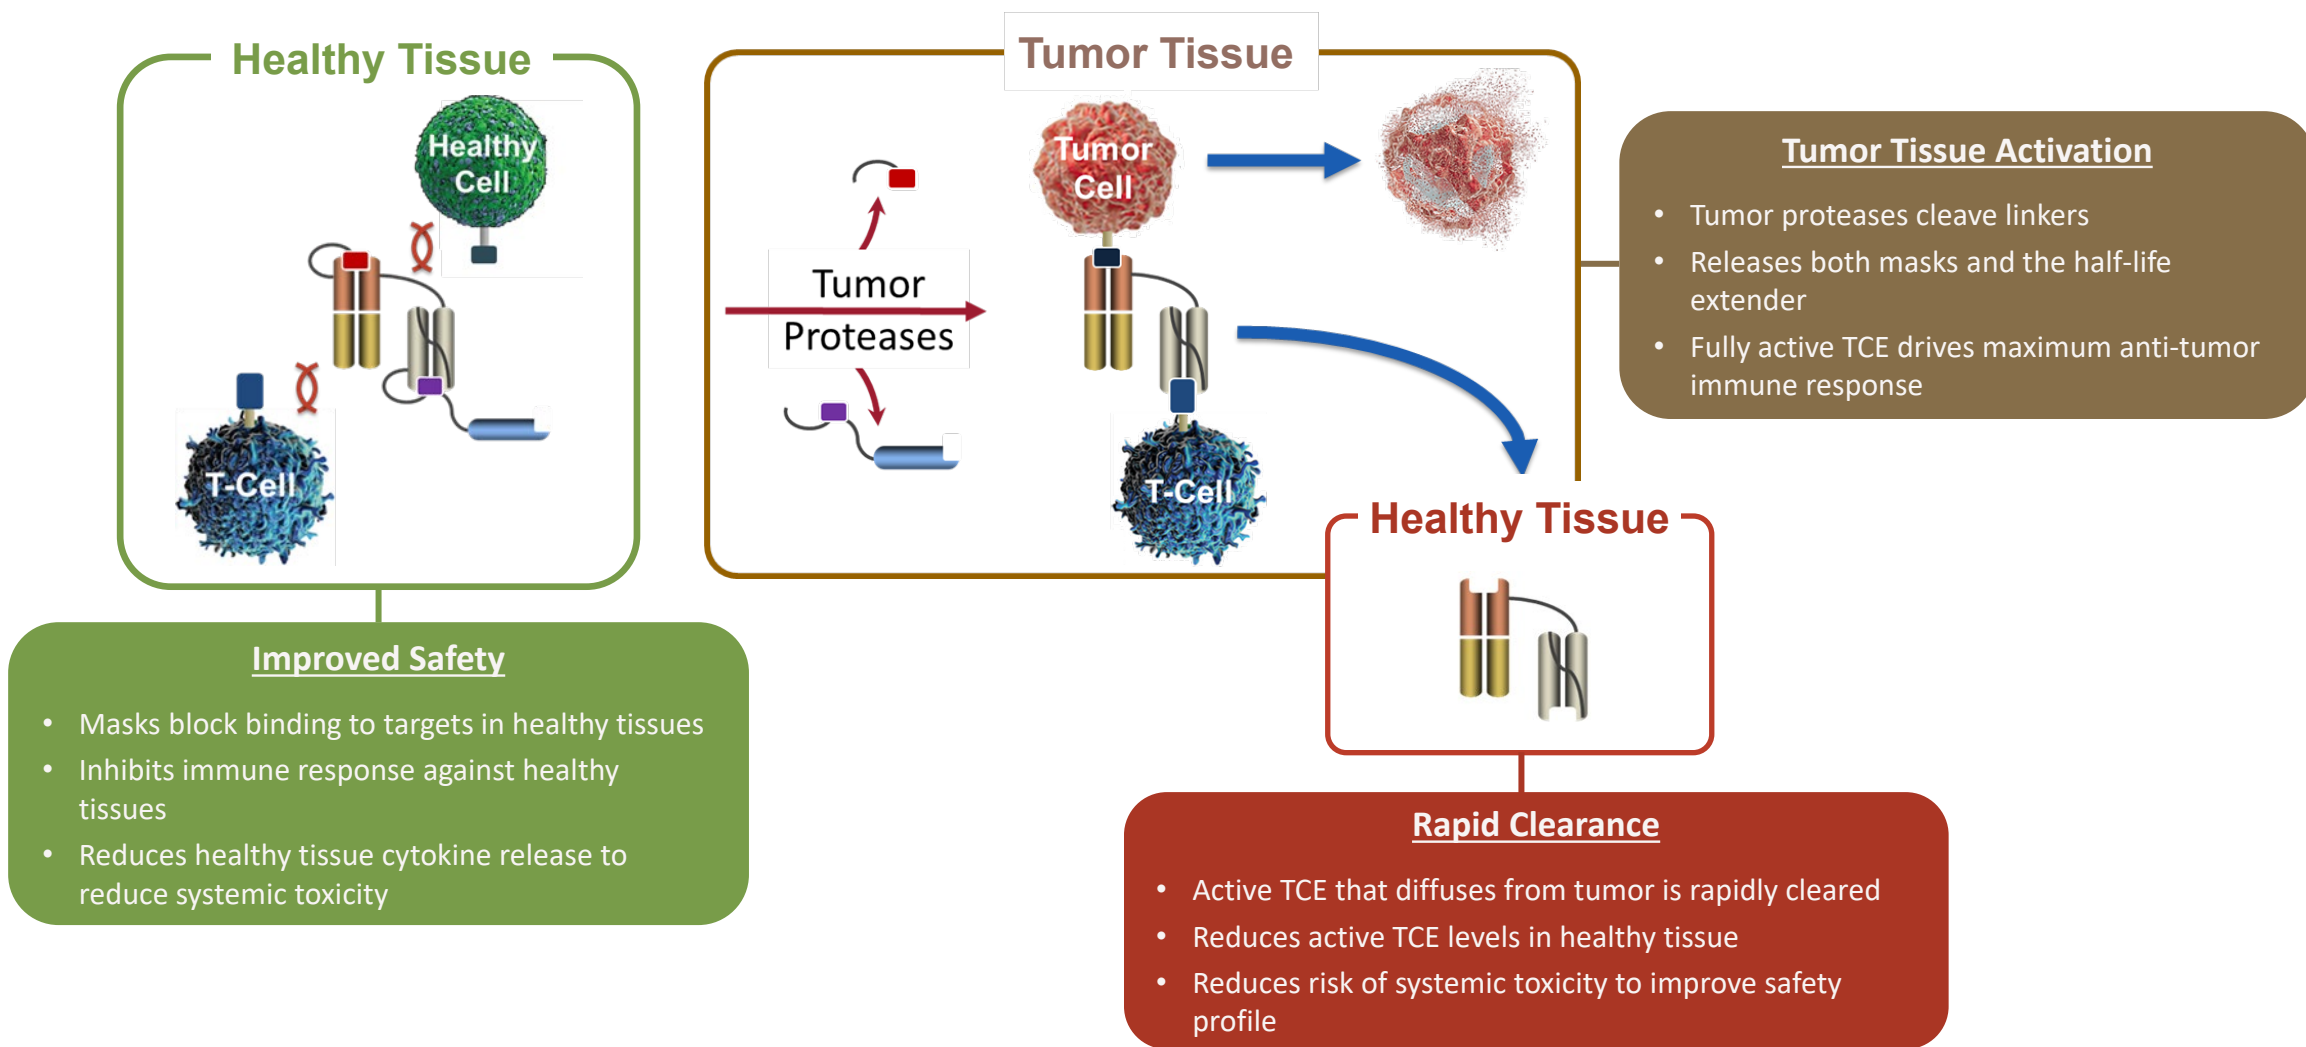 Healthy Tissue
Healthy
Cell
T-Cell
Improved Safety
• Masks block binding to targets in healthy tissues
• Inhibits immune response against healthy
tissues
• Reduces healthy tissue cytokine release to
reduce systemic toxicity
Tumor Tissue
Tumor
Cell
Tumor
Proteases
T-Cell
Tumor Tissue Activation
• Tumor proteases cleave linkers
• Releases both masks and the half-life
extender
• Fully active TCE drives maximum anti-tumor
immune response
Healthy Tissue
Rapid Clearance
• Active TCE that diffuses from tumor is rapidly cleared
• Reduces active TCE levels in healthy tissue
• Reduces risk of systemic toxicity to improve safety
profile